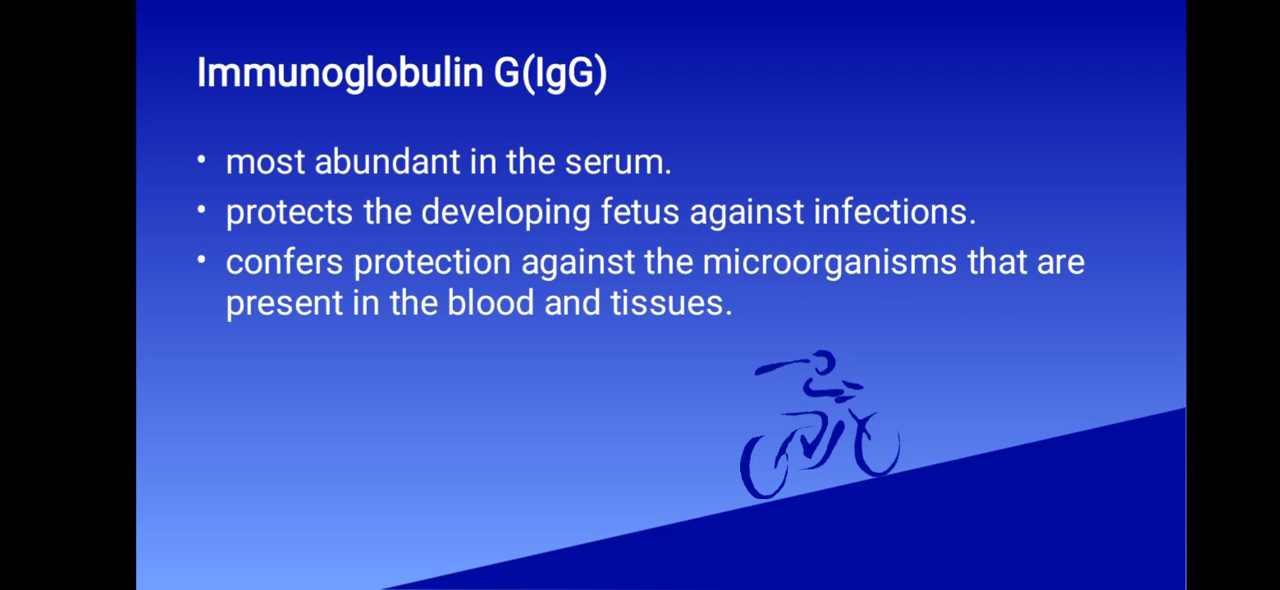 Immunoglobulin G(IgG)
• most abundant in the serum.
• protects the developing fetus against infections.
• confers protection against the microorganisms that are
present in the blood and tissues.